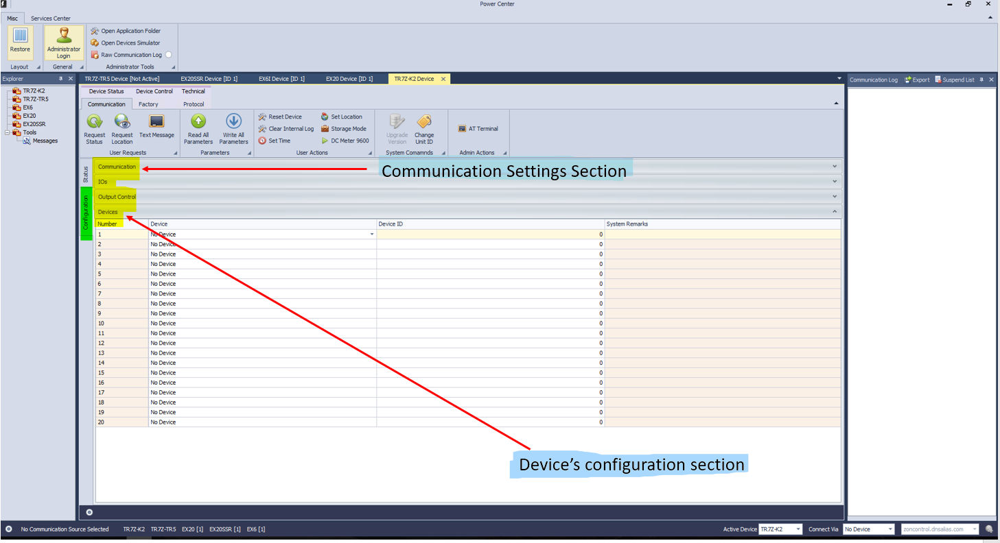 Power Center
Misc Services Center
Restore
Administrator Login
Open Application Folder
Open Devices Simulator
Raw Communication Log
Layout General Administrator Tools
Explorer
TR7Z-K2
TR7Z-TR5
EX6
EX20
EX20SSR
Tools
Messages
TR7Z-TR5 Device [Not Active] EX20SSR Device [ID 1] EX6I Device [ID 1] EX20 Device [ID 1] TR7Z-K2 Device
Device Status Device Control Technical
Communication Factory Protocol
Request Status
Request Location
Text Message
Read All Parameters
Write All Parameters
Reset Device
Clear Internal Log
Set Time
Set Location
Storage Mode
DC Meter 9600
Upgrade Version
Change Unit ID
AT Terminal
User Requests Parameters User Actions System Comamnds Admin Actions
Status
Configuration
Communication
Communication Settings Section
IOs
Output Control
Devices
Number Device Device ID System Remarks
1 No Device 0
2 No Device 0
3 No Device 0
4 No Device 0
5 No Device 0
6 No Device 0
7 No Device 0
8 No Device 0
9 No Device 0
10 No Device 0
11 No Device 0
12 No Device 0
13 No Device 0
14 No Device 0
15 No Device 0
16 No Device 0
17 No Device 0
18 No Device 0
19 No Device 0
20 No Device 0
Device’s configuration section
Communication Log Export Suspend List
No Communication Source Selected TR7Z-K2 TR7Z-TR5 EX20 [1] EX20SSR [1] EX6 [1] Active Device TR7Z-K2 Connect Via No Device zoncontrol.dnsalias.com